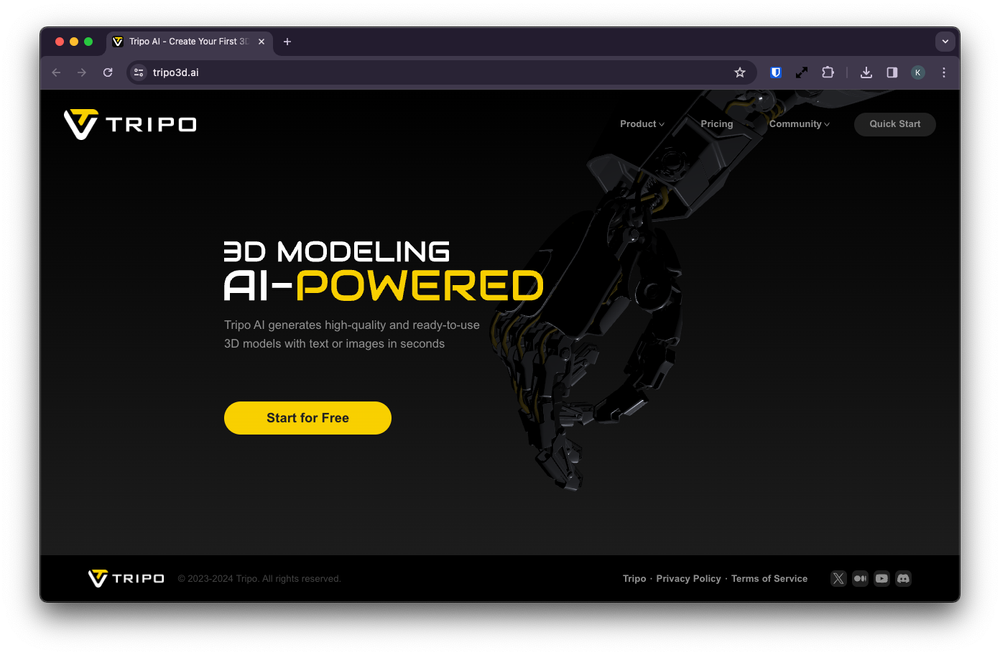 Tripo AI - Create Your First 3D
tripo3d.ai
K
TRIPO
Product
Pricing
Community
Quick Start
3D MODELING
AI-POWERED
Tripo AI generates high-quality and ready-to-use
3D models with text or images in seconds
Start for Free
TRIPO
© 2023-2024 Tripo. All rights reserved.
Tripo · Privacy Policy · Terms of Service